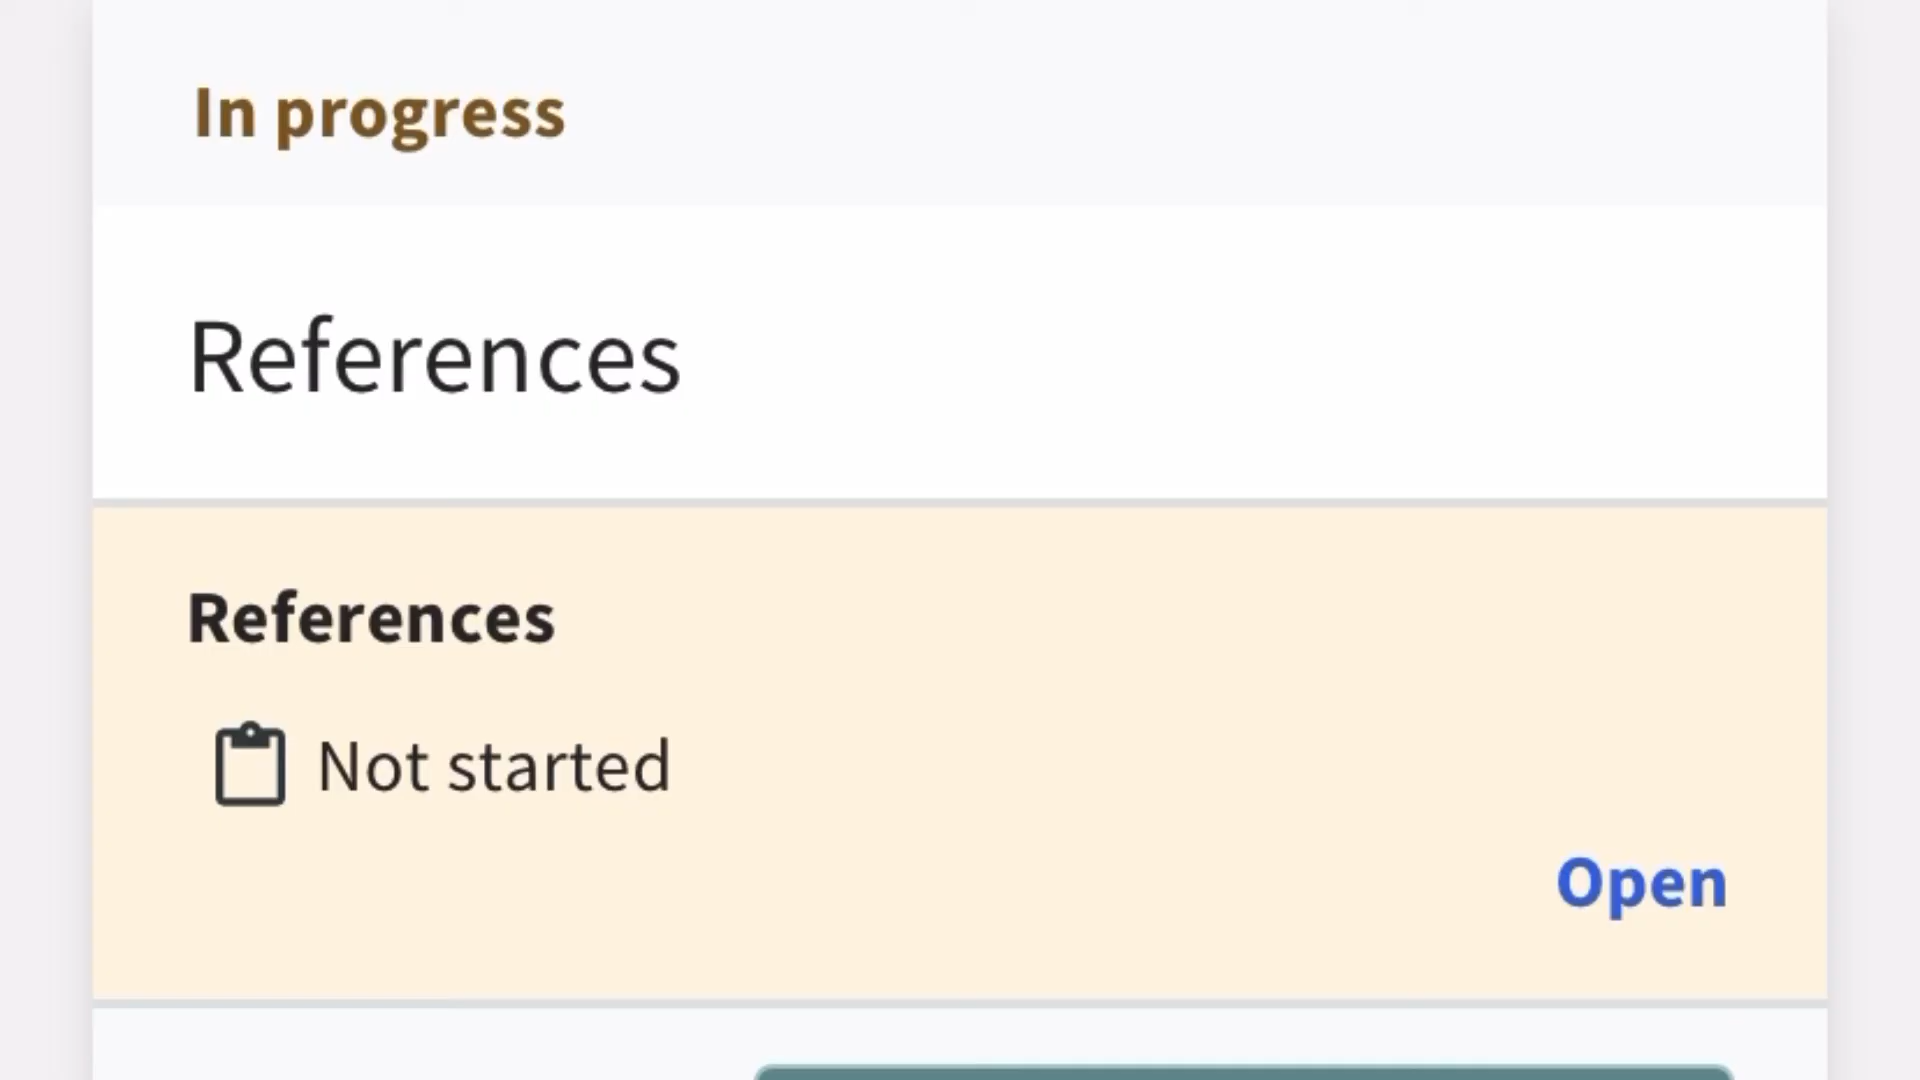 In progress
References
References
Not started
Open